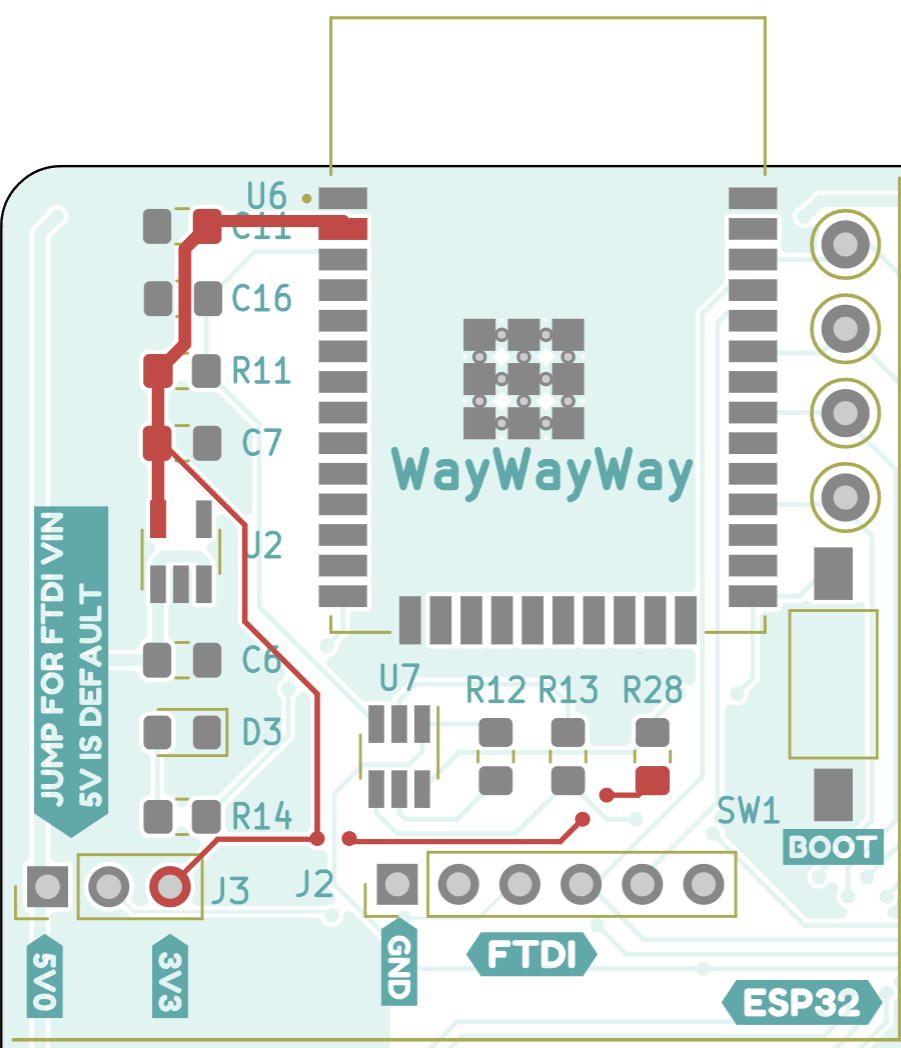 U6
C11
C16
R11
C7
WayWayWay
U2
JUMP FOR FTDI VIN
5V IS DEFAULT
C6
U7
R12 R13 R28
D3
R14
SW1
BOOT
J3
J2
5V0
3V3
GND
FTDI
ESP32